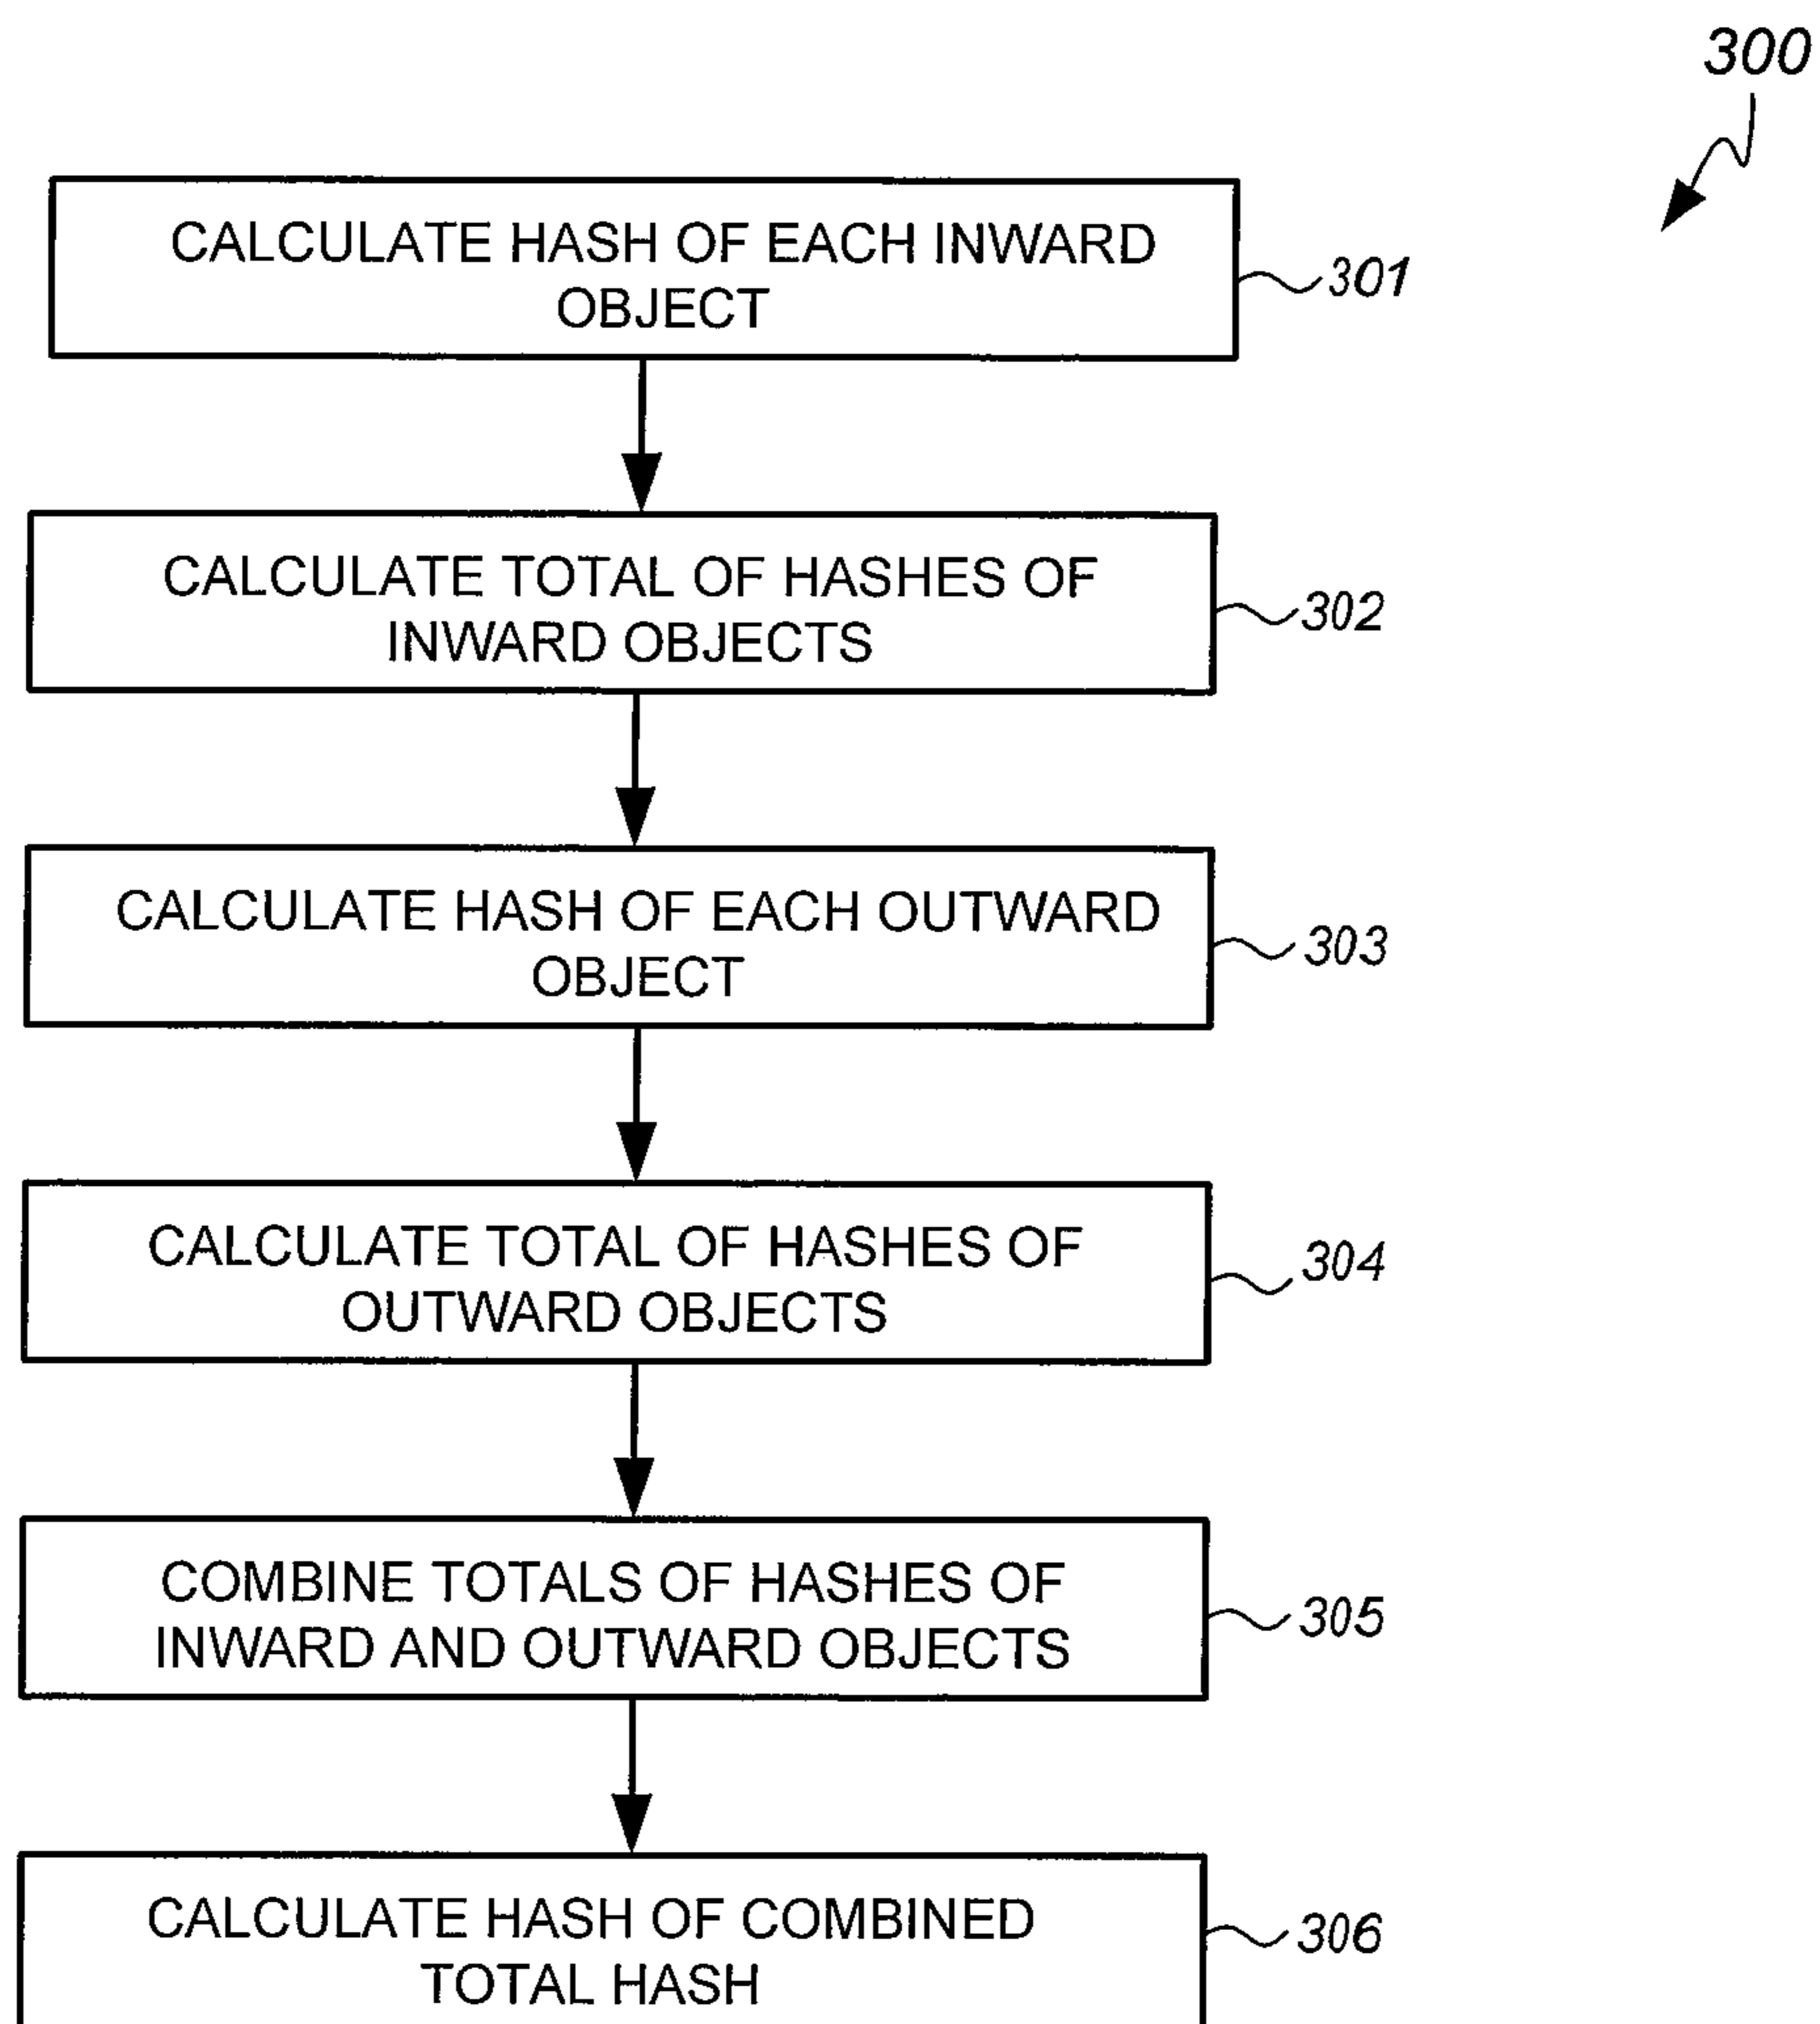 300
CALCULATE HASH OF EACH INWARD
OBJECT
301
CALCULATE TOTAL OF HASHES OF
INWARD OBJECTS
302
CALCULATE HASH OF EACH OUTWARD
OBJECT
303
CALCULATE TOTAL OF HASHES OF
OUTWARD OBJECTS
304
COMBINE TOTALS OF HASHES OF
INWARD AND OUTWARD OBJECTS
305
CALCULATE HASH OF COMBINED
TOTAL HASH
306